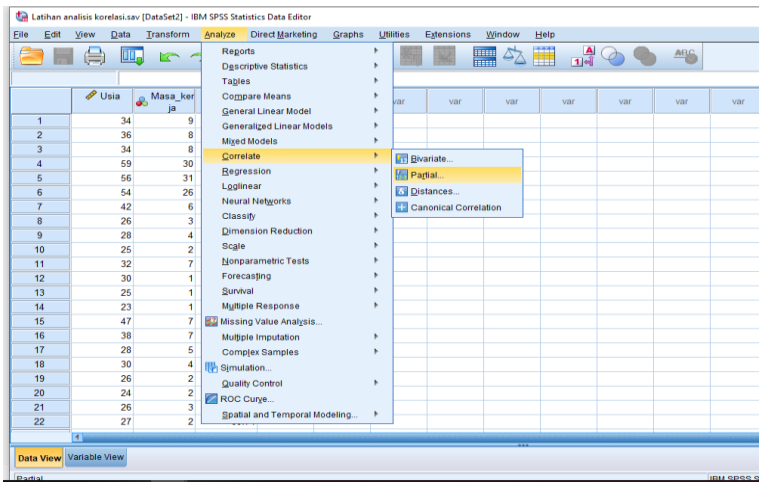 Latihan analisis korelasi.sav [DataSet2] - IBM SPSS Statistics Data Editor
File Edit View Data Transform Analyze Direct Marketing Graphs Utilities Extensions Window Help
Usia Masa_ker
ja
var var var var var var var
1 34 9
2 36 8
3 34 8
4 59 30
5 56 31
6 54 26
7 42 6
8 26 3
9 28 4
10 25 2
11 32 7
12 30 1
13 25 1
14 23 1
15 47 7
16 38 7
17 28 5
18 30 4
19 26 2
20 24 2
21 26 3
22 27 2
Reports
Descriptive Statistics
Tables
Compare Means
General Linear Model
Generalized Linear Models
Mixed Models
Correlate
Regression
Loglinear
Neural Networks
Classify
Dimension Reduction
Scale
Nonparametric Tests
Forecasting
Survival
Multiple Response
Missing Value Analysis...
Multiple Imputation
Complex Samples
Simulation...
Quality Control
ROC Curve...
Spatial and Temporal Modeling...
Bivariate...
Partial...
Distances...
Canonical Correlation
Data View Variable View
Partial
IBM SPSS S